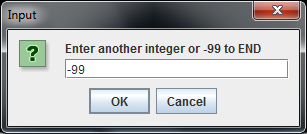 Input
?
Enter another integer or -99 to END
-99
OK Cancel